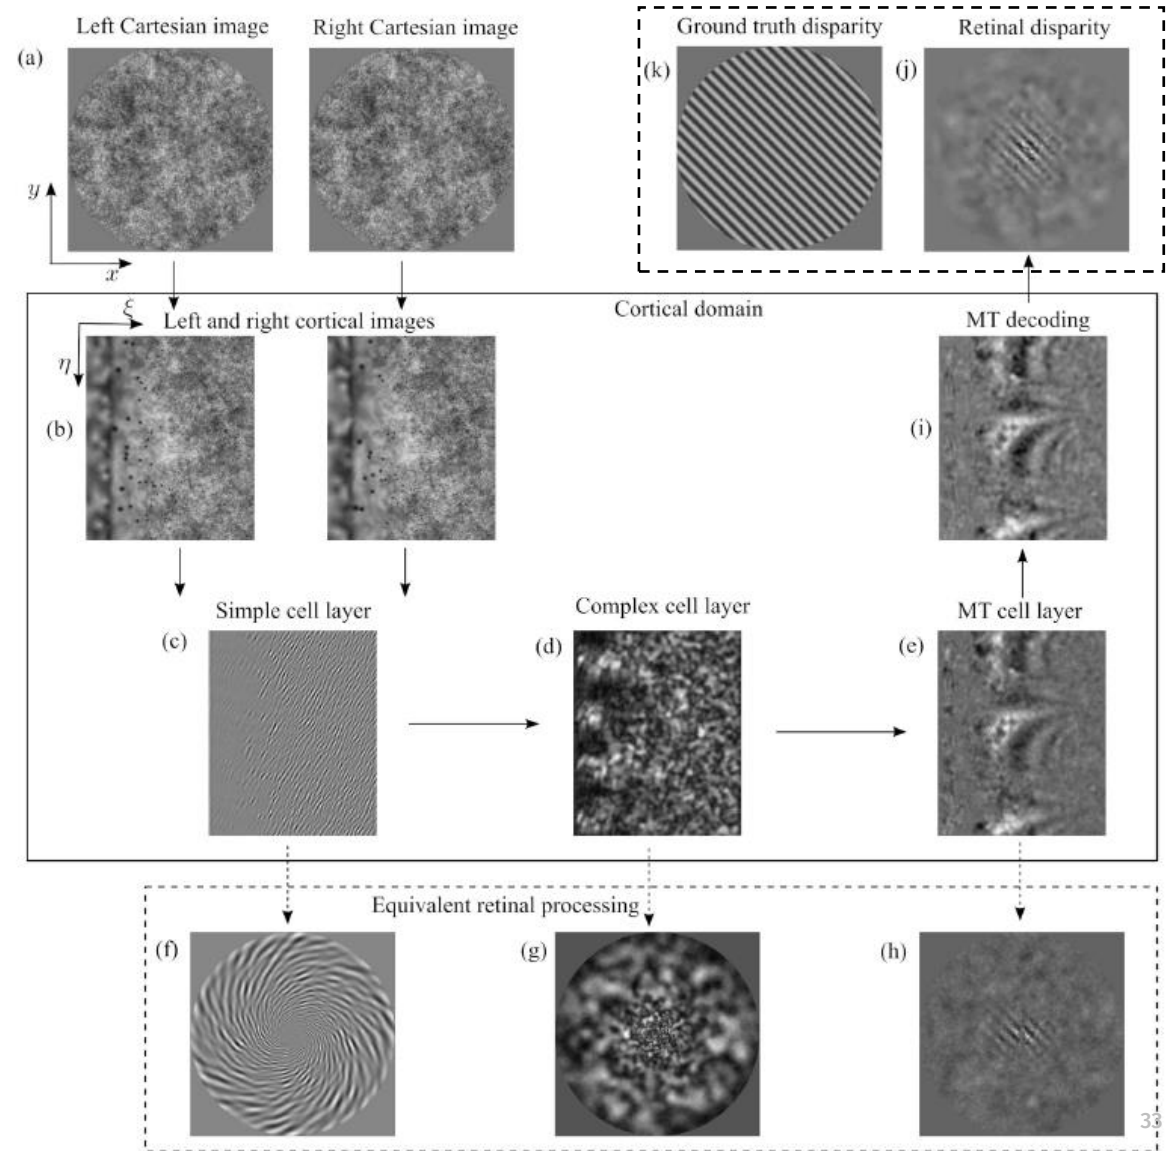 Left Cartesian image
Right Cartesian image
Ground truth disparity
Retinal disparity
(a)
(k)
(j)
y
x
Cortical domain
ξ
Left and right cortical images
MT decoding
η
(b)
(i)
Simple cell layer
Complex cell layer
MT cell layer
(c)
(d)
(e)
Equivalent retinal processing
(f)
(g)
(h)
33